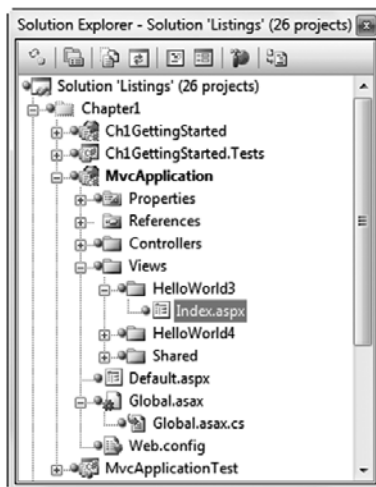 Solution Explorer - Solution 'Listings' (26 projects)
Solution 'Listings' (26 projects)
Chapter1
Ch1GettingStarted
Ch1GettingStarted.Tests
MvcApplication
Properties
References
Controllers
Views
HelloWorld3
Index.aspx
HelloWorld4
Shared
Default.aspx
Global.asax
Global.asax.cs
Web.config
MvcApplicationTest